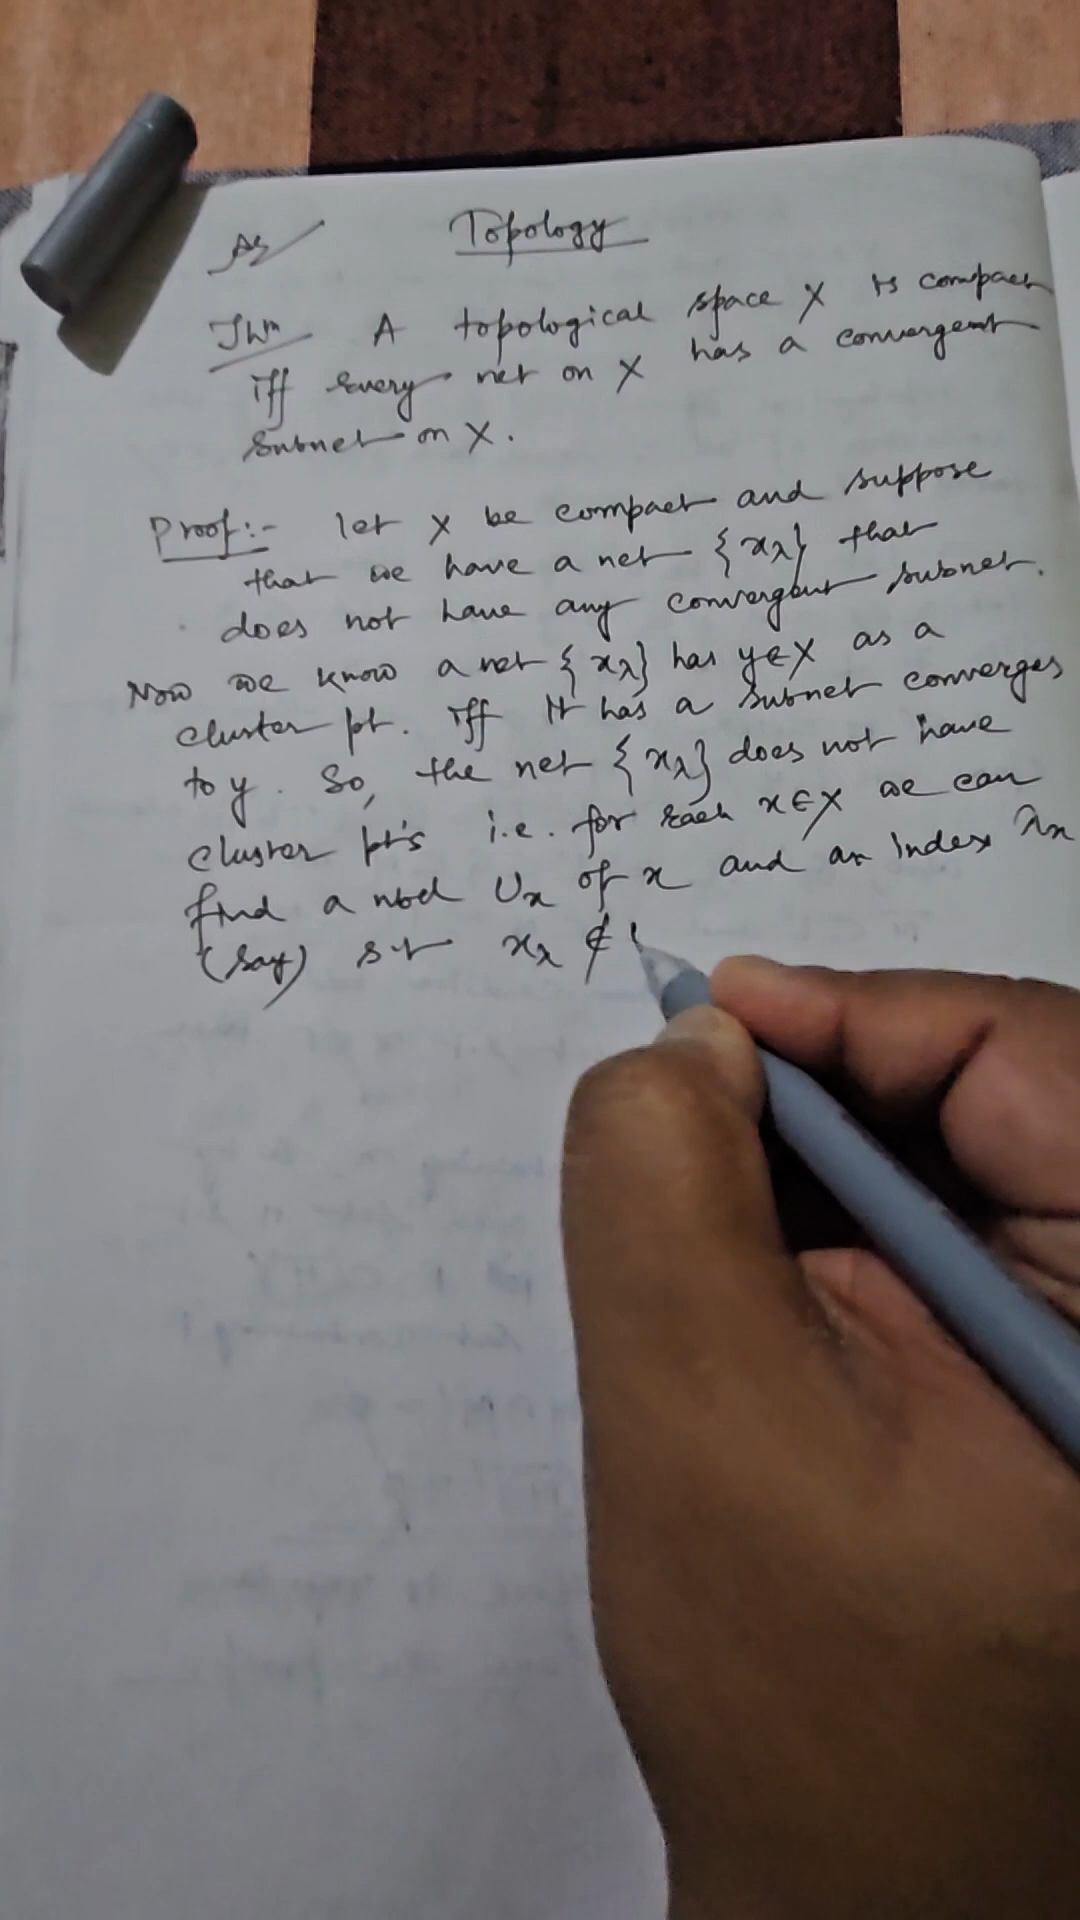 Topology
Thm A topological space X is compact
iff every net on X has a convergent
subnet on X.
Proof:- let X be compact and suppose
that we have a net {xλ} that
does not have any convergent subnet.
Now we know a net {xλ} has y∈X as a
cluster pt. iff it has a subnet converges
to y. So, the net {xλ} does not have
cluster pt's i.e. for each x∈X we can
find a nbd Ux of x and an index λx
(say) s.t xλ ∉